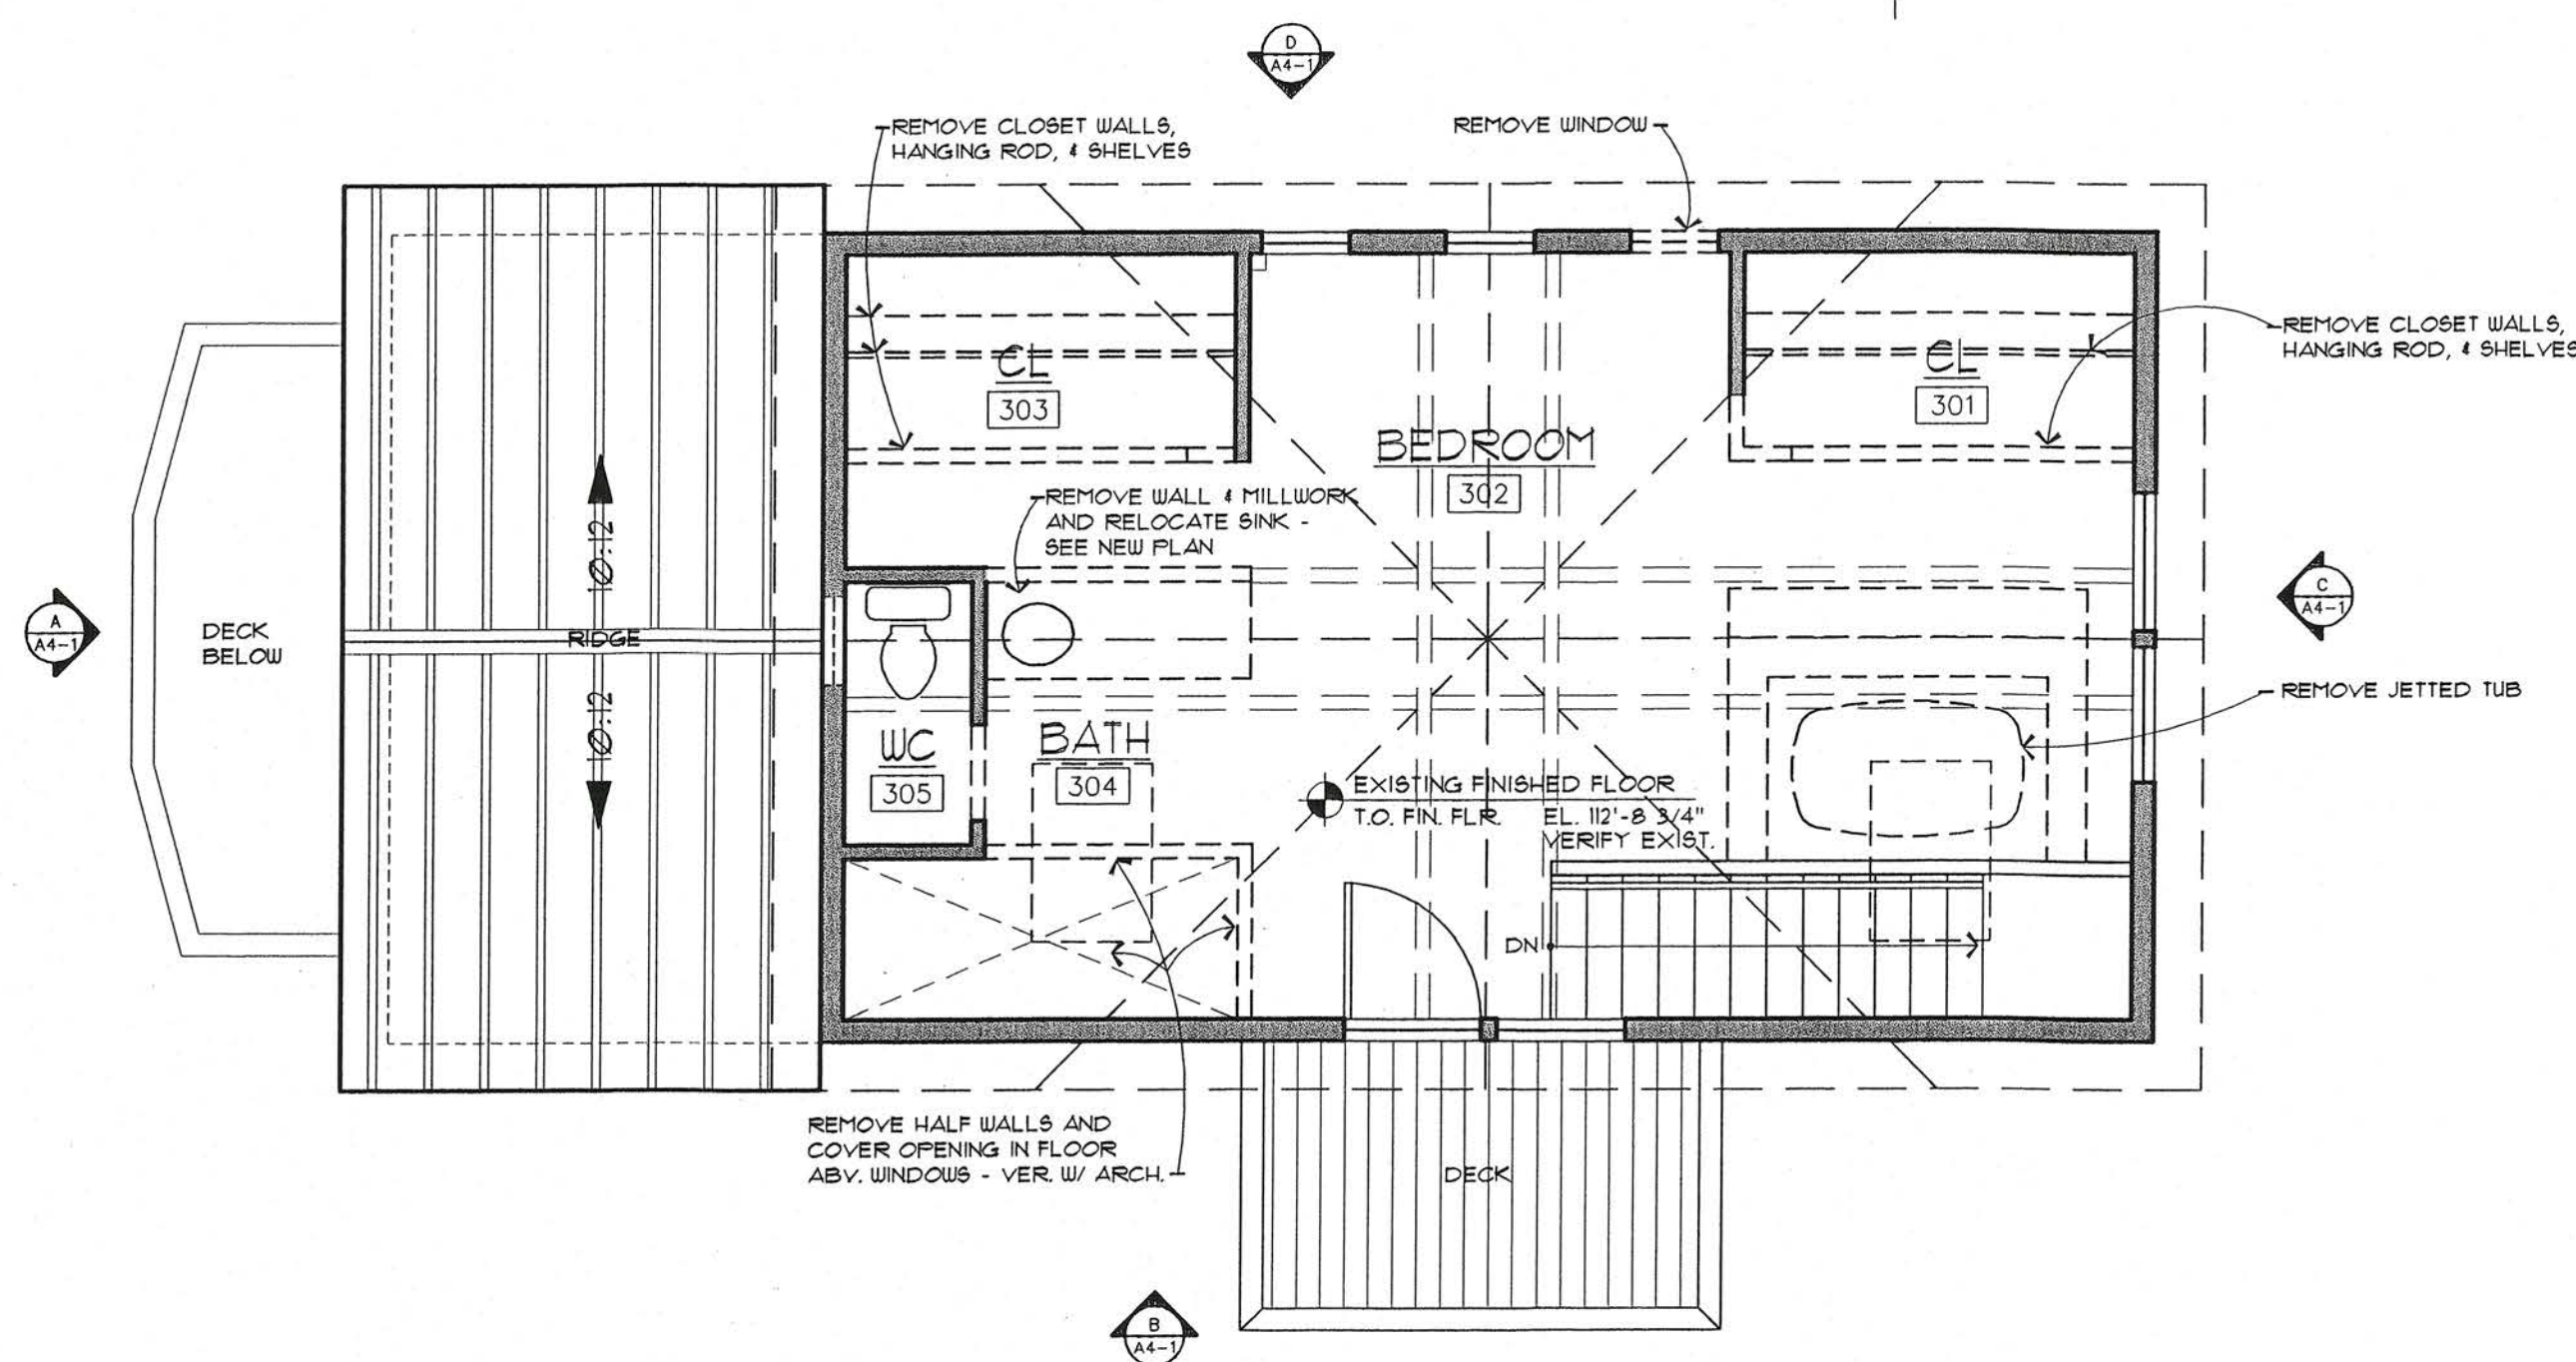 D
A4-1
REMOVE CLOSET WALLS,
HANGING ROD, & SHELVES
REMOVE WINDOW
REMOVE CLOSET WALLS,
HANGING ROD, & SHELVES
CL
303
CL
301
BEDROOM
302
REMOVE WALL & MILLWORK
AND RELOCATE SINK -
SEE NEW PLAN
10:12
A
A4-1
DECK
BELOW
RIDGE
C
A4-1
REMOVE JETTED TUB
10:12
WC
305
BATH
304
EXISTING FINISHED FLOOR
T.O. FIN. FLR. EL. 112'-8 3/4"
VERIFY EXIST.
DN
REMOVE HALF WALLS AND
COVER OPENING IN FLOOR
ABV. WINDOWS - VER. W/ ARCH.
DECK
B
A4-1